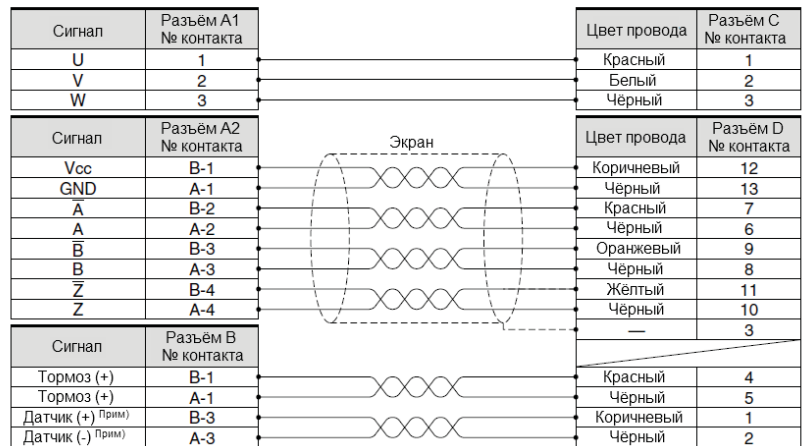 Сигнал Разъём A1 № контакта Цвет провода Разъём C № контакта
U 1 Красный 1
V 2 Белый 2
W 3 Чёрный 3
Сигнал Разъём A2 № контакта Экран Цвет провода Разъём D № контакта
Vcc B-1 Коричневый 12
GND A-1 Чёрный 13
A̅ B-2 Красный 7
A A-2 Чёрный 6
B̅ B-3 Оранжевый 9
B A-3 Чёрный 8
Z̅ B-4 Жёлтый 11
Z A-4 Чёрный 10
— 3
Сигнал Разъём B № контакта
Тормоз (+) B-1 Красный 4
Тормоз (+) A-1 Чёрный 5
Датчик (+) Прим) B-3 Коричневый 1
Датчик (-) Прим) A-3 Чёрный 2